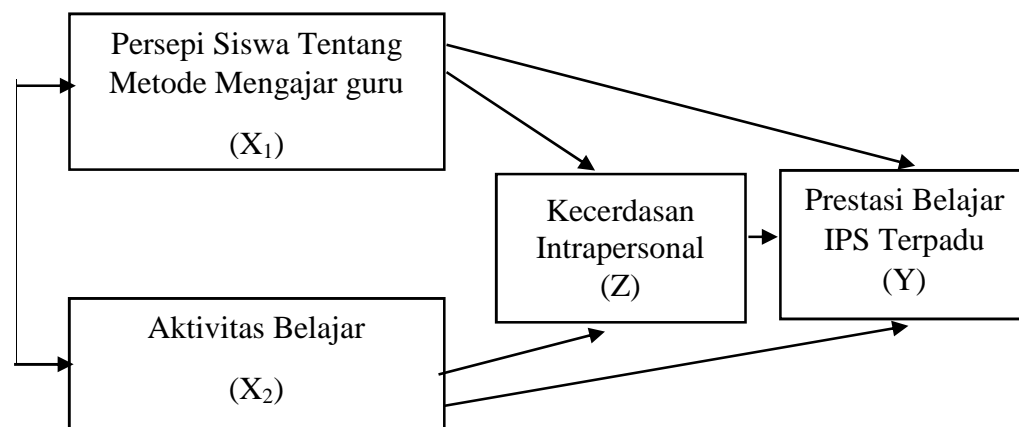 Persepi Siswa Tentang
Metode Mengajar guru
(X₁)
Kecerdasan
Intrapersonal
(Z)
Prestasi Belajar
IPS Terpadu
(Y)
Aktivitas Belajar
(X₂)